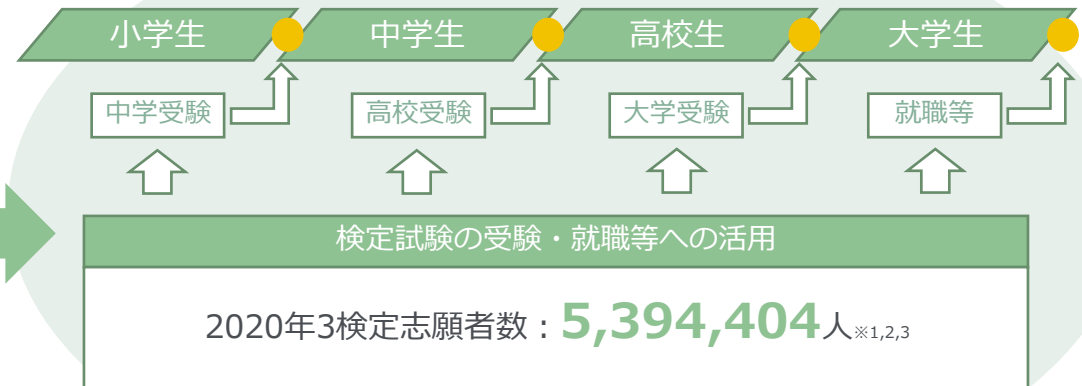 小学生 中学生 高校生 大学生
中学受験 高校受験 大学受験 就職等
検定試験の受験・就職等への活用
2020年3検定志願者数：5,394,404人※1,2,3